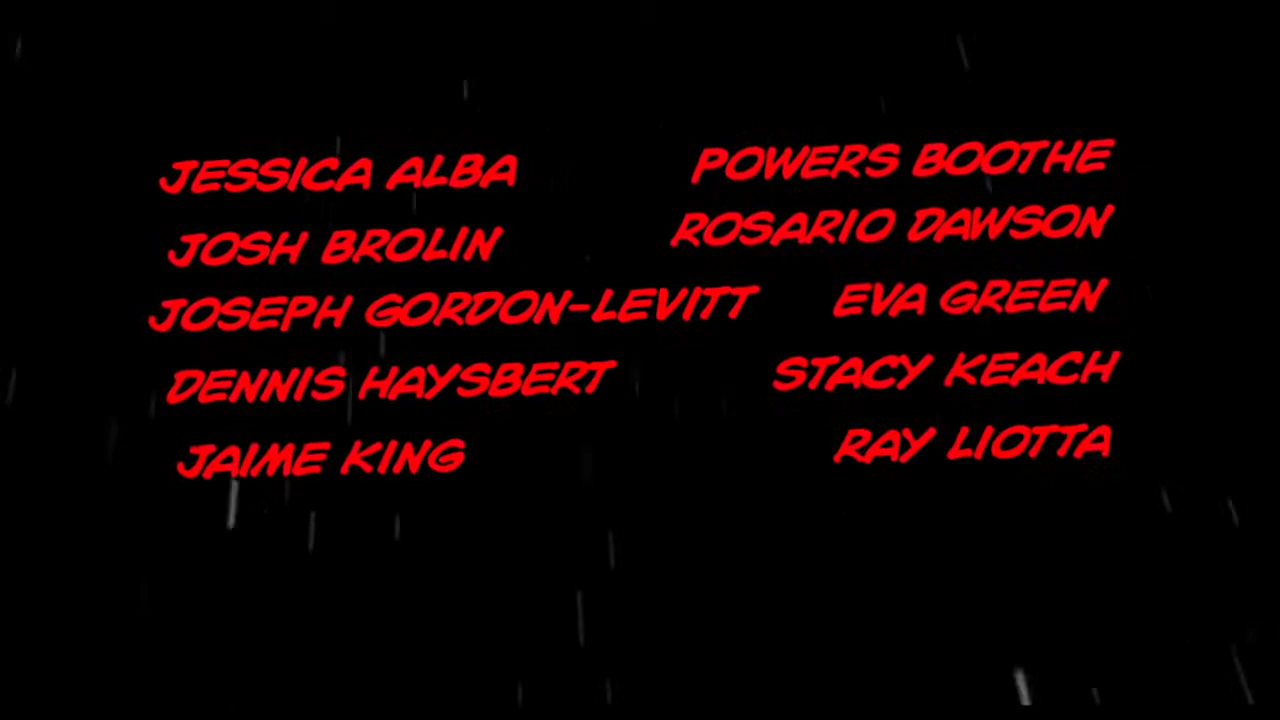 JESSICA ALBA
POWERS BOOTHE
JOSH BROLIN
ROSARIO DAWSON
JOSEPH GORDON-LEVITT
EVA GREEN
DENNIS HAYSBERT
STACY KEACH
JAIME KING
RAY LIOTTA